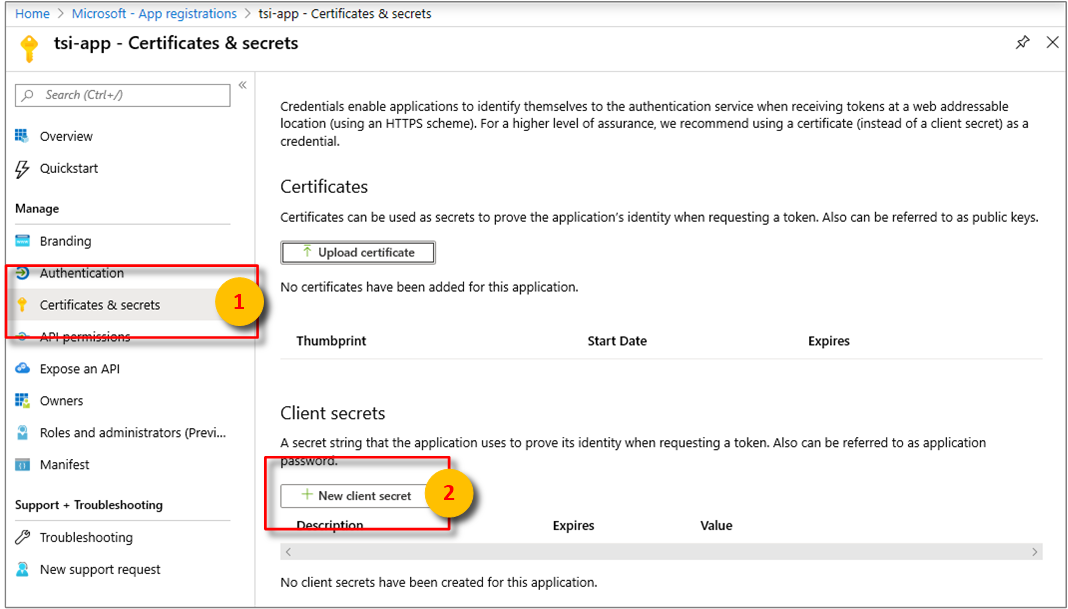 Home > Microsoft - App registrations > tsi-app - Certificates & secrets
tsi-app - Certificates & secrets
Search (Ctrl+/)
«
Overview
Quickstart
Manage
Branding
Authentication
Certificates & secrets
1
API permissions
Expose an API
Owners
Roles and administrators (Previ...
Manifest
Support + Troubleshooting
Troubleshooting
New support request
Credentials enable applications to identify themselves to the authentication service when receiving tokens at a web addressable
location (using an HTTPS scheme). For a higher level of assurance, we recommend using a certificate (instead of a client secret) as a
credential.
Certificates
Certificates can be used as secrets to prove the application's identity when requesting a token. Also can be referred to as public keys.
Upload certificate
No certificates have been added for this application.
Thumbprint Start Date Expires
Client secrets
A secret string that the application uses to prove its identity when requesting a token. Also can be referred to as application
password.
+ New client secret
2
Description Expires Value
No client secrets have been created for this application.